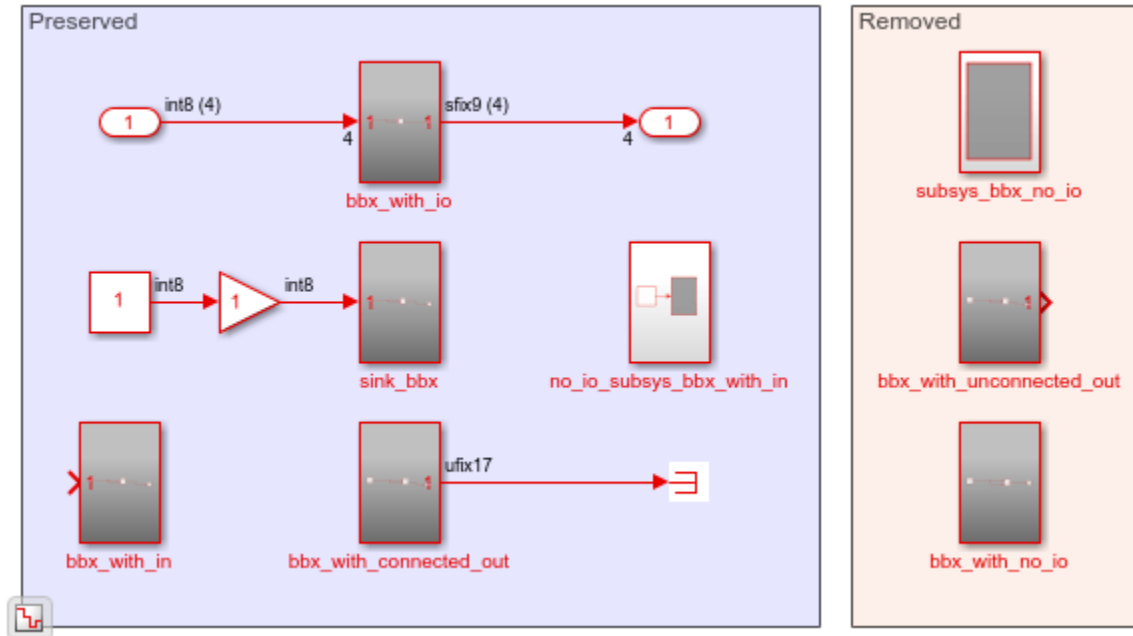 Preserved
Removed
int8 (4)
sfix9 (4)
1
4
1
1
4
1
bbx_with_io
subsys_bbx_no_io
1
int8
1
int8
1
1
sink_bbx
no_io_subsys_bbx_with_in
bbx_with_unconnected_out
1
1
ufix17
bbx_with_in
bbx_with_connected_out
bbx_with_no_io